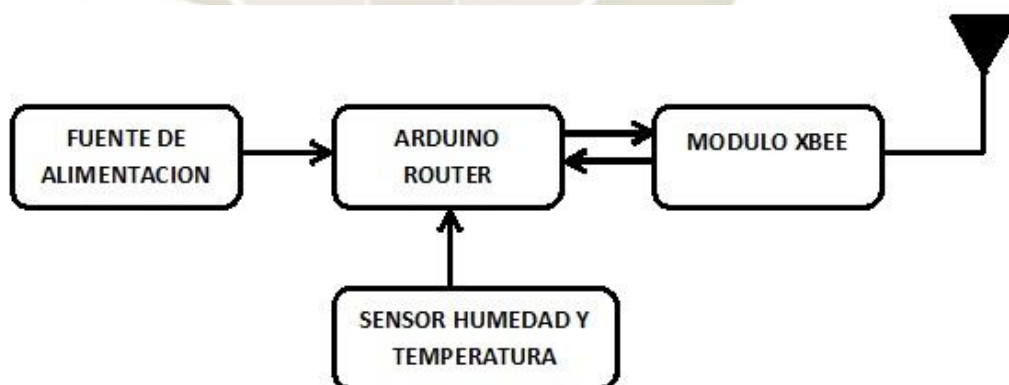 FUENTE DE
ALIMENTACION
ARDUINO
ROUTER
MODULO XBEE
SENSOR HUMEDAD Y
TEMPERATURA